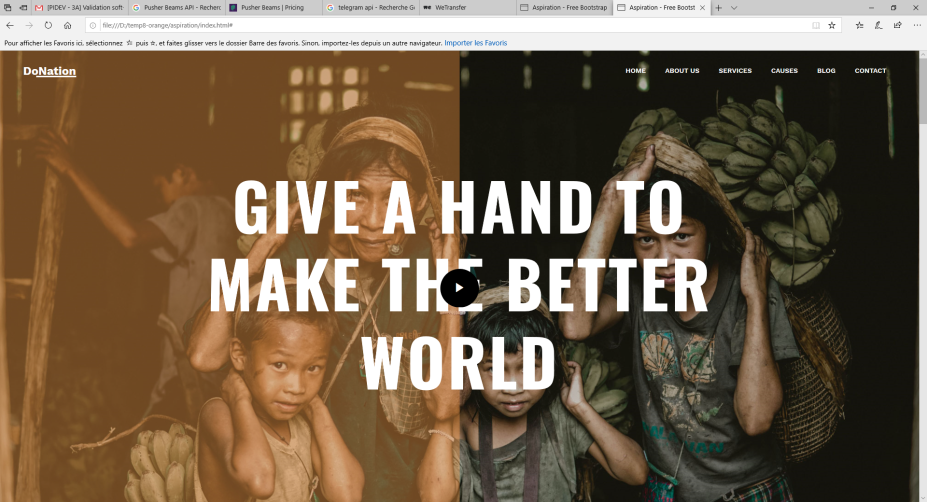 [PIDEV - 3A] Validation soft
Pusher Beams API - Recherc
Pusher Beams | Pricing
telegram api - Recherche G
WeTransfer
Aspiration - Free Bootstrap
Aspiration - Free Bootst
file:///D:/temp8-orange/aspiration/index.html#
Pour afficher les Favoris ici, sélectionnez ☆ puis ☆, et faites glisser vers le dossier Barre des favoris. Sinon, importez-les depuis un autre navigateur. Importer les Favoris
DoNation
HOME ABOUT US SERVICES CAUSES BLOG CONTACT
GIVE A HAND TO
MAKE THE BETTER
WORLD